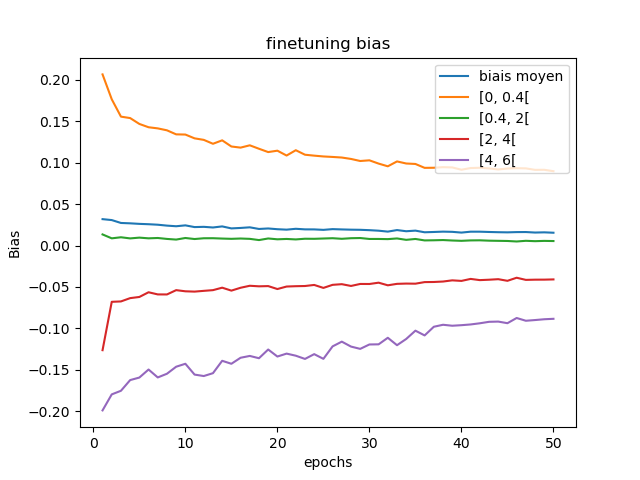 finetuning bias
biais moyen
[0, 0.4[
[0.4, 2[
[2, 4[
[4, 6[
Bias
0.20
0.15
0.10
0.05
0.00
−0.05
−0.10
−0.15
−0.20
0 10 20 30 40 50
epochs